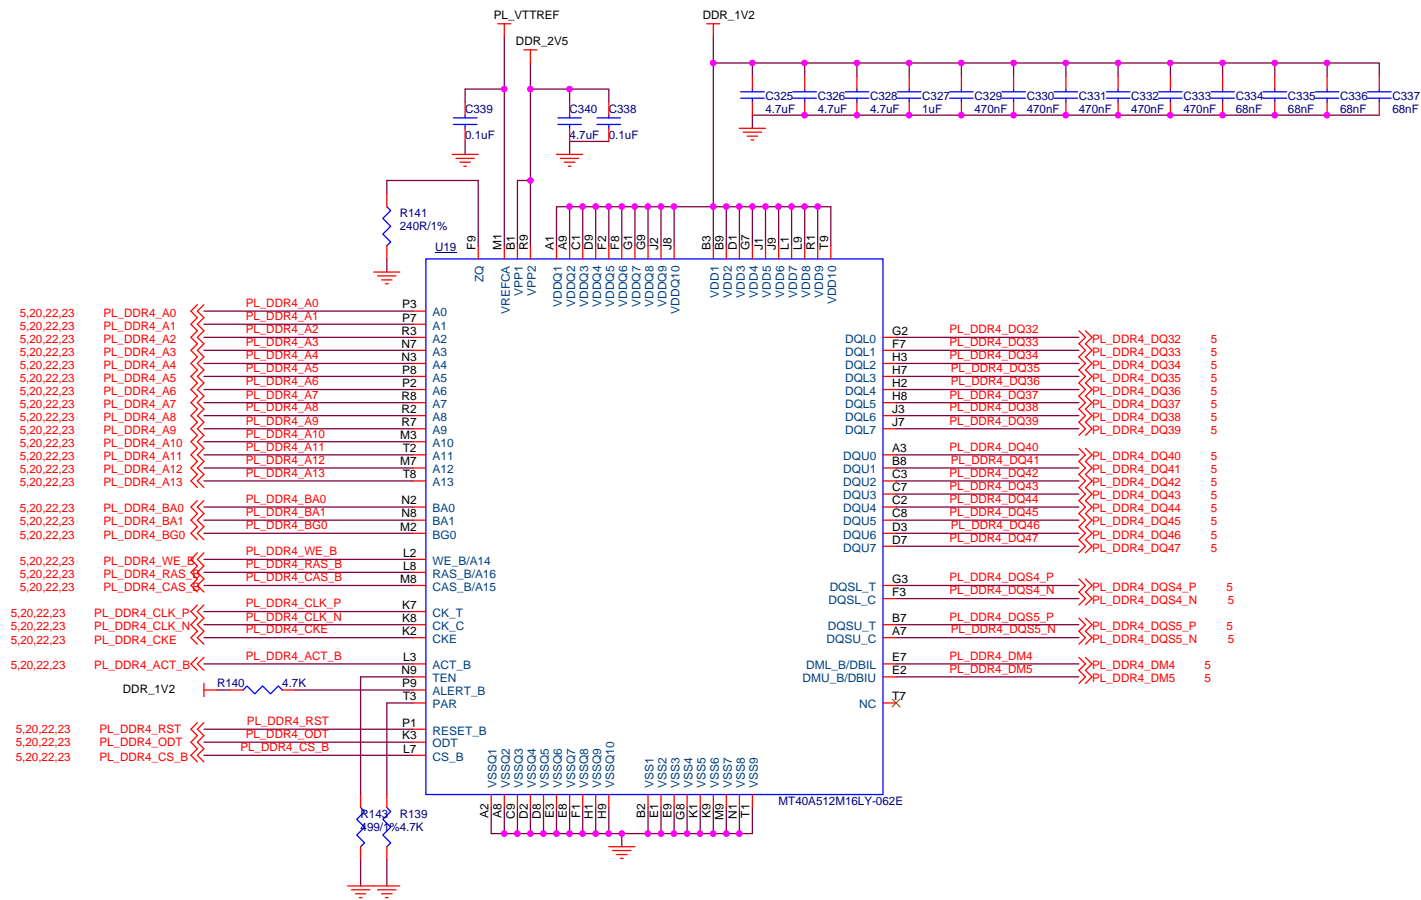 PL_VTTREF
DDR_1V2
DDR_2V5
C339
0.1uF
C340
4.7uF
C338
0.1uF
C325
4.7uF
C326
4.7uF
C328
4.7uF
C327
1uF
C329
470nF
C330
470nF
C331
470nF
C332
470nF
C333
470nF
C334
68nF
C335
68nF
C336
68nF
C337
68nF
R141
240R/1%
U19
F9 M1 B1 R9 A1 A9 C1 D9 F2 F8 G1 G9 J2 J8 B3 B9 D1 G7 J1 J9 L1 L9 R1 T9
ZQ VREFCA VPP1 VPP2 VDDQ1 VDDQ2 VDDQ3 VDDQ4 VDDQ5 VDDQ6 VDDQ7 VDDQ8 VDDQ9 VDDQ10 VDD1 VDD2 VDD3 VDD4 VDD5 VDD6 VDD7 VDD8 VDD9 VDD10
5,20,22,23 PL_DDR4_A0 PL_DDR4_A0 P3 A0
5,20,22,23 PL_DDR4_A1 PL_DDR4_A1 P7 A1
5,20,22,23 PL_DDR4_A2 PL_DDR4_A2 R3 A2
5,20,22,23 PL_DDR4_A3 PL_DDR4_A3 N7 A3
5,20,22,23 PL_DDR4_A4 PL_DDR4_A4 N3 A4
5,20,22,23 PL_DDR4_A5 PL_DDR4_A5 P8 A5
5,20,22,23 PL_DDR4_A6 PL_DDR4_A6 P2 A6
5,20,22,23 PL_DDR4_A7 PL_DDR4_A7 R8 A7
5,20,22,23 PL_DDR4_A8 PL_DDR4_A8 R2 A8
5,20,22,23 PL_DDR4_A9 PL_DDR4_A9 R7 A9
5,20,22,23 PL_DDR4_A10 PL_DDR4_A10 M3 A10
5,20,22,23 PL_DDR4_A11 PL_DDR4_A11 T2 A11
5,20,22,23 PL_DDR4_A12 PL_DDR4_A12 M7 A12
5,20,22,23 PL_DDR4_A13 PL_DDR4_A13 T8 A13
5,20,22,23 PL_DDR4_BA0 PL_DDR4_BA0 N2 BA0
5,20,22,23 PL_DDR4_BA1 PL_DDR4_BA1 N8 BA1
5,20,22,23 PL_DDR4_BG0 PL_DDR4_BG0 M2 BG0
5,20,22,23 PL_DDR4_WE_B PL_DDR4_WE_B L2 WE_B/A14
5,20,22,23 PL_DDR4_RAS_B PL_DDR4_RAS_B L8 RAS_B/A16
5,20,22,23 PL_DDR4_CAS_B PL_DDR4_CAS_B M8 CAS_B/A15
5,20,22,23 PL_DDR4_CLK_P PL_DDR4_CLK_P K7 CK_T
5,20,22,23 PL_DDR4_CLK_N PL_DDR4_CLK_N K8 CK_C
5,20,22,23 PL_DDR4_CKE PL_DDR4_CKE K2 CKE
5,20,22,23 PL_DDR4_ACT_B PL_DDR4_ACT_B L3 ACT_B
N9 TEN
DDR_1V2 R140 4.7K P9 ALERT_B
T3 PAR
5,20,22,23 PL_DDR4_RST PL_DDR4_RST P1 RESET_B
5,20,22,23 PL_DDR4_ODT PL_DDR4_ODT K3 ODT
5,20,22,23 PL_DDR4_CS_B PL_DDR4_CS_B L7 CS_B
DQL0 G2 PL_DDR4_DQ32 PL_DDR4_DQ32 5
DQL1 F7 PL_DDR4_DQ33 PL_DDR4_DQ33 5
DQL2 H3 PL_DDR4_DQ34 PL_DDR4_DQ34 5
DQL3 H7 PL_DDR4_DQ35 PL_DDR4_DQ35 5
DQL4 H2 PL_DDR4_DQ36 PL_DDR4_DQ36 5
DQL5 H8 PL_DDR4_DQ37 PL_DDR4_DQ37 5
DQL6 J3 PL_DDR4_DQ38 PL_DDR4_DQ38 5
DQL7 J7 PL_DDR4_DQ39 PL_DDR4_DQ39 5
DQU0 A3 PL_DDR4_DQ40 PL_DDR4_DQ40 5
DQU1 B8 PL_DDR4_DQ41 PL_DDR4_DQ41 5
DQU2 C3 PL_DDR4_DQ42 PL_DDR4_DQ42 5
DQU3 C7 PL_DDR4_DQ43 PL_DDR4_DQ43 5
DQU4 C2 PL_DDR4_DQ44 PL_DDR4_DQ44 5
DQU5 C8 PL_DDR4_DQ45 PL_DDR4_DQ45 5
DQU6 D3 PL_DDR4_DQ46 PL_DDR4_DQ46 5
DQU7 D7 PL_DDR4_DQ47 PL_DDR4_DQ47 5
DQSL_T G3 PL_DDR4_DQS4_P PL_DDR4_DQS4_P 5
DQSL_C F3 PL_DDR4_DQS4_N PL_DDR4_DQS4_N 5
DQSU_T B7 PL_DDR4_DQS5_P PL_DDR4_DQS5_P 5
DQSU_C A7 PL_DDR4_DQS5_N PL_DDR4_DQS5_N 5
DML_B/DBIL E7 PL_DDR4_DM4 PL_DDR4_DM4 5
DMU_B/DBIU E2 PL_DDR4_DM5 PL_DDR4_DM5 5
NC T7
VSSQ1 VSSQ2 VSSQ3 VSSQ4 VSSQ5 VSSQ6 VSSQ7 VSSQ8 VSSQ9 VSSQ10 VSS1 VSS2 VSS3 VSS4 VSS5 VSS6 VSS7 VSS8 VSS9
A2 A8 C9 D2 D8 E3 E8 F1 H1 H9 B2 E1 E9 G8 K1 K9 M9 N1 T1
MT40A512M16LY-062E
R143
499/1%
R139
4.7K